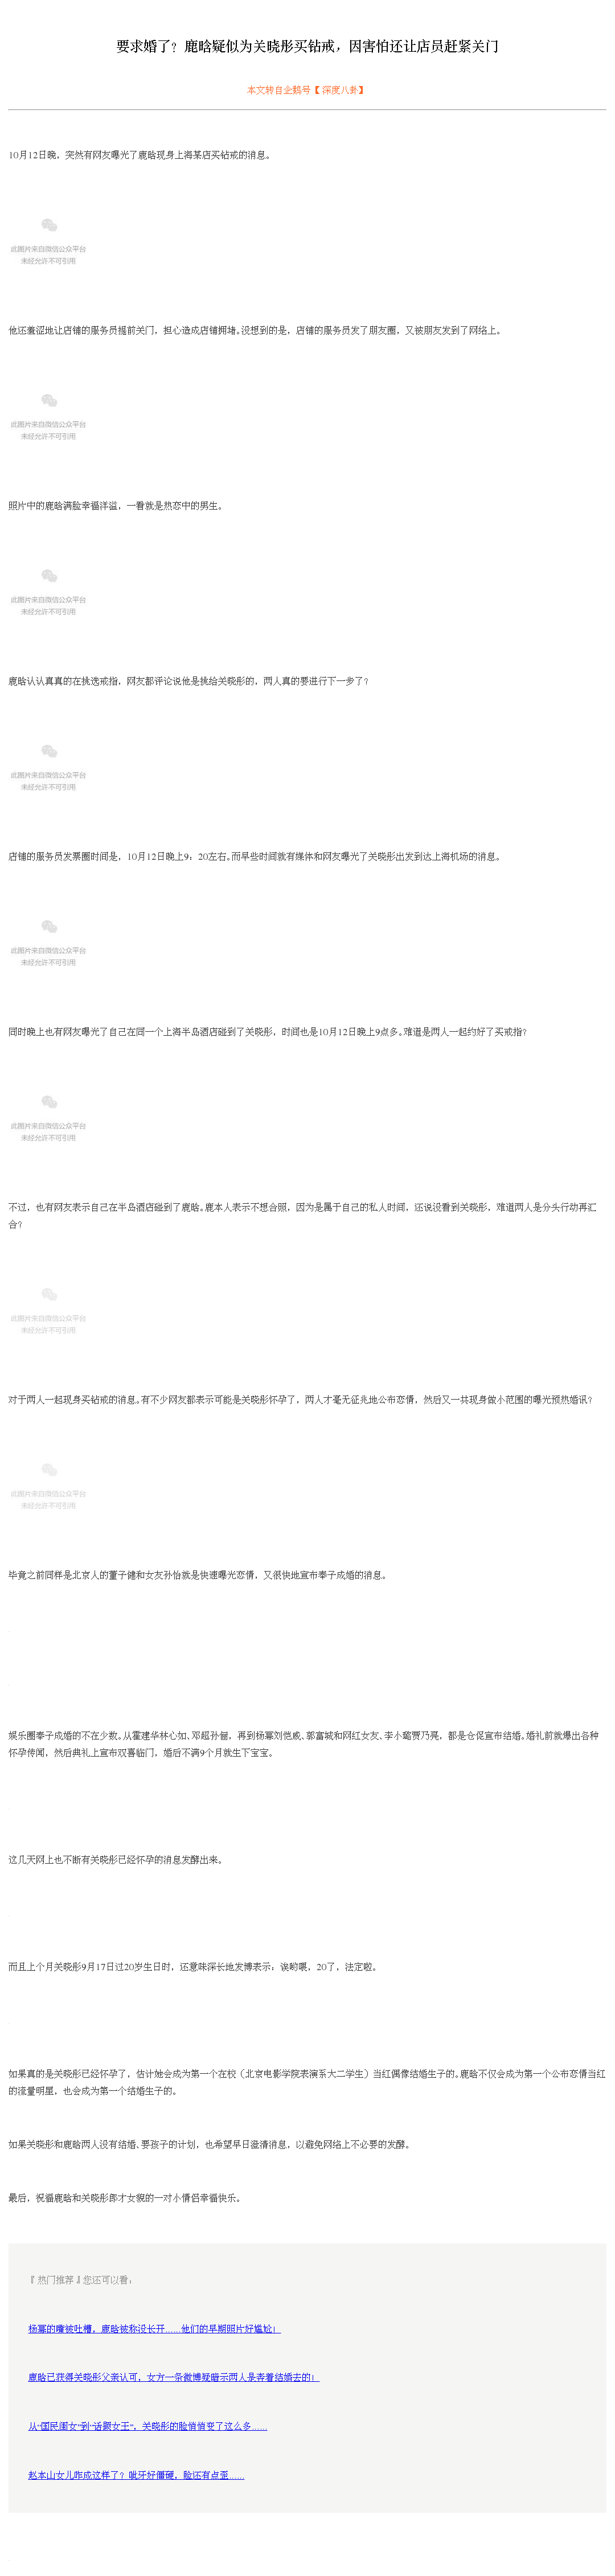 要求婚了？鹿晗疑似为关晓彤买钻戒，因害怕还让店员赶紧关门
本文转自企鹅号【深度八卦】
10月12日晚，突然有网友曝光了鹿晗现身上海某店买钻戒的消息。
此图片来自微信公众平台
未经允许不可引用
他还羞涩地让店铺的服务员提前关门，担心造成店铺拥堵。没想到的是，店铺的服务员发了朋友圈，又被朋友发到了网络上。
此图片来自微信公众平台
未经允许不可引用
照片中的鹿晗满脸幸福洋溢，一看就是热恋中的男生。
此图片来自微信公众平台
未经允许不可引用
鹿晗认认真真的在挑选戒指，网友都评论说他是挑给关晓彤的，两人真的要进行下一步了？
此图片来自微信公众平台
未经允许不可引用
店铺的服务员发票圈时间是，10月12日晚上9：20左右。而早些时间就有媒体和网友曝光了关晓彤出发到达上海机场的消息。
此图片来自微信公众平台
未经允许不可引用
同时晚上也有网友曝光了自己在同一个上海半岛酒店碰到了关晓彤，时间也是10月12日晚上9点多。难道是两人一起约好了买戒指？
此图片来自微信公众平台
未经允许不可引用
不过，也有网友表示自己在半岛酒店碰到了鹿晗。鹿本人表示不想合照，因为是属于自己的私人时间，还说没看到关晓彤，难道两人是分头行动再汇
合？
此图片来自微信公众平台
未经允许不可引用
对于两人一起现身买钻戒的消息。有不少网友都表示可能是关晓彤怀孕了，两人才毫无征兆地公布恋情，然后又一共现身做小范围的曝光预热婚讯？
此图片来自微信公众平台
未经允许不可引用
毕竟之前同样是北京人的董子健和女友孙怡就是快速曝光恋情，又很快地宣布奉子成婚的消息。
娱乐圈奉子成婚的不在少数。从霍建华林心如、邓超孙俪，再到杨幂刘恺威、郭富城和网红女友、李小璐贾乃亮，都是仓促宣布结婚。婚礼前就爆出各种
怀孕传闻，然后典礼上宣布双喜临门，婚后不满9个月就生下宝宝。
这几天网上也不断有关晓彤已经怀孕的消息发酵出来。
而且上个月关晓彤9月17日过20岁生日时，还意味深长地发博表示：诶哟喂，20了，法定啦。
如果真的是关晓彤已经怀孕了，估计她会成为第一个在校（北京电影学院表演系大二学生）当红偶像结婚生子的。鹿晗不仅会成为第一个公布恋情当红
的流量明星，也会成为第一个结婚生子的。
如果关晓彤和鹿晗两人没有结婚、要孩子的计划，也希望早日澄清消息，以避免网络上不必要的发酵。
最后，祝福鹿晗和关晓彤郎才女貌的一对小情侣幸福快乐。
『热门推荐』您还可以看：
杨幂的嘴被吐槽，鹿晗被称没长开……他们的早期照片好尴尬！
鹿晗已获得关晓彤父亲认可，女方一条微博疑暗示两人是奔着结婚去的！
从“国民闺女”到“话题女王”，关晓彤的脸悄悄变了这么多……
赵本山女儿咋成这样了？呲牙好僵硬，脸还有点歪……